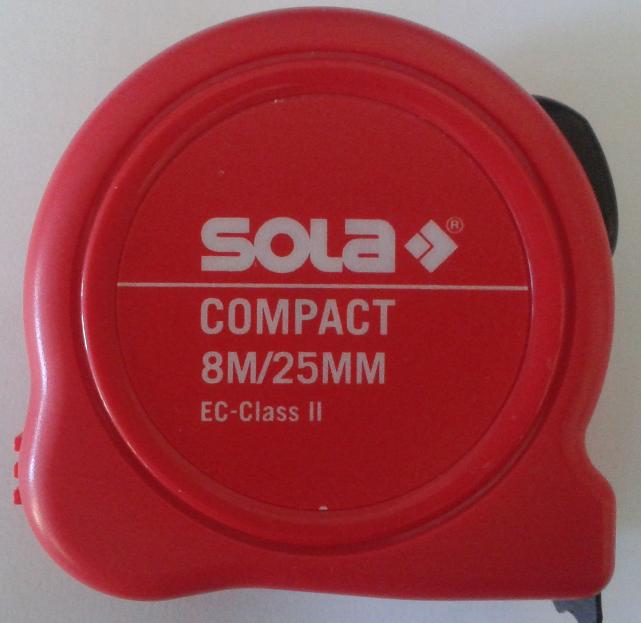 SOLA®
COMPACT
8M/25MM
EC-Class II